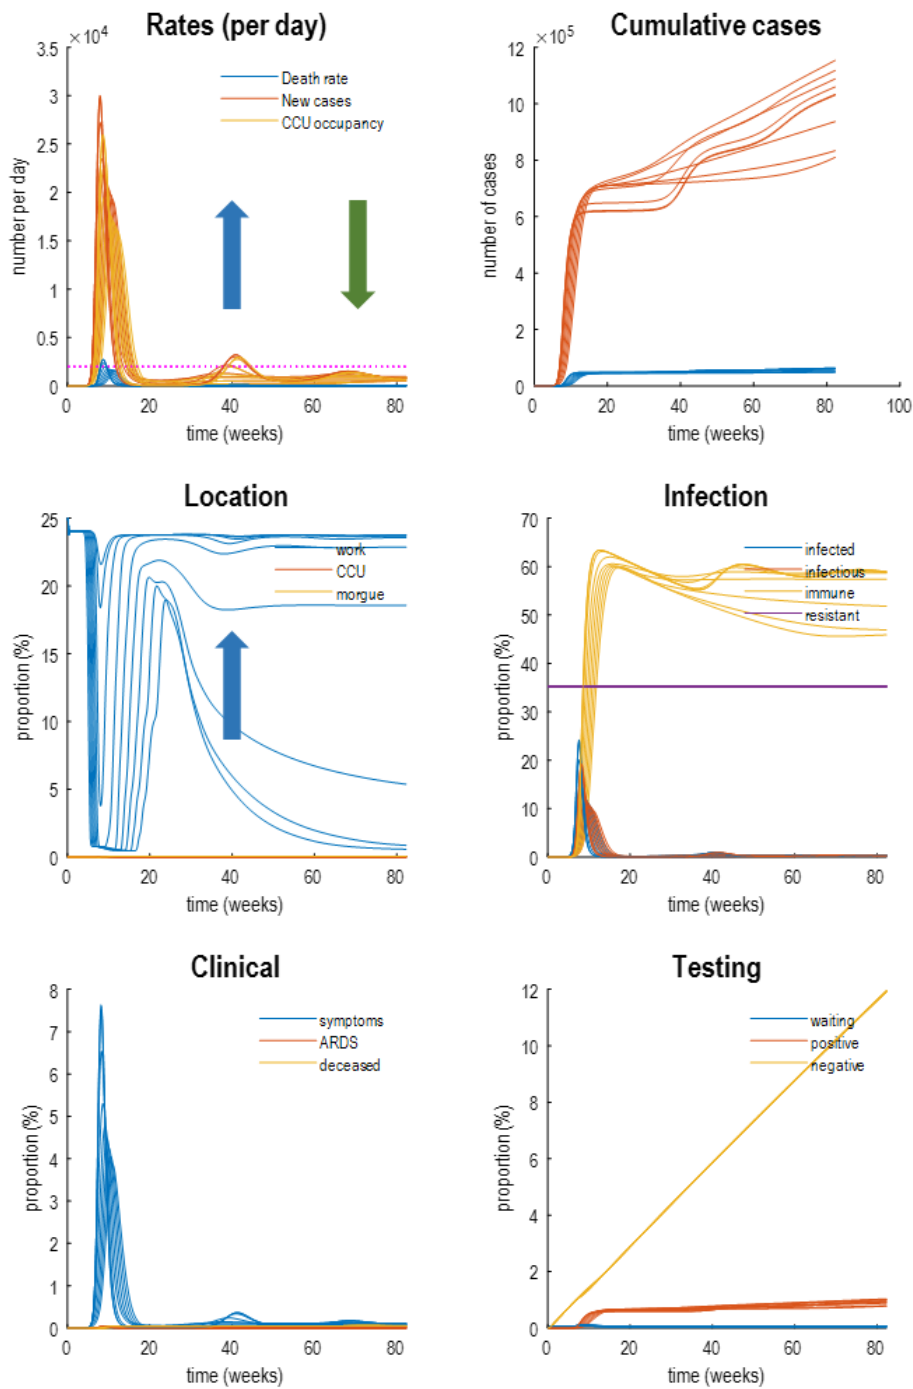 Rates (per day)
×10⁴
3.5
3
2.5
2
1.5
1
0.5
0
number per day
Death rate
New cases
CCU occupancy
0 20 40 60 80
time (weeks)
Cumulative cases
×10⁵
12
10
8
6
4
2
0
number of cases
0 20 40 60 80 100
time (weeks)
Location
25
20
15
10
5
0
proportion (%)
work
CCU
morgue
0 20 40 60 80
time (weeks)
Infection
70
60
50
40
30
20
10
0
proportion (%)
infected
infectious
immune
resistant
0 20 40 60 80
time (weeks)
Clinical
8
7
6
5
4
3
2
1
0
proportion (%)
symptoms
ARDS
deceased
0 20 40 60 80
time (weeks)
Testing
12
10
8
6
4
2
0
proportion (%)
waiting
positive
negative
0 20 40 60 80
time (weeks)